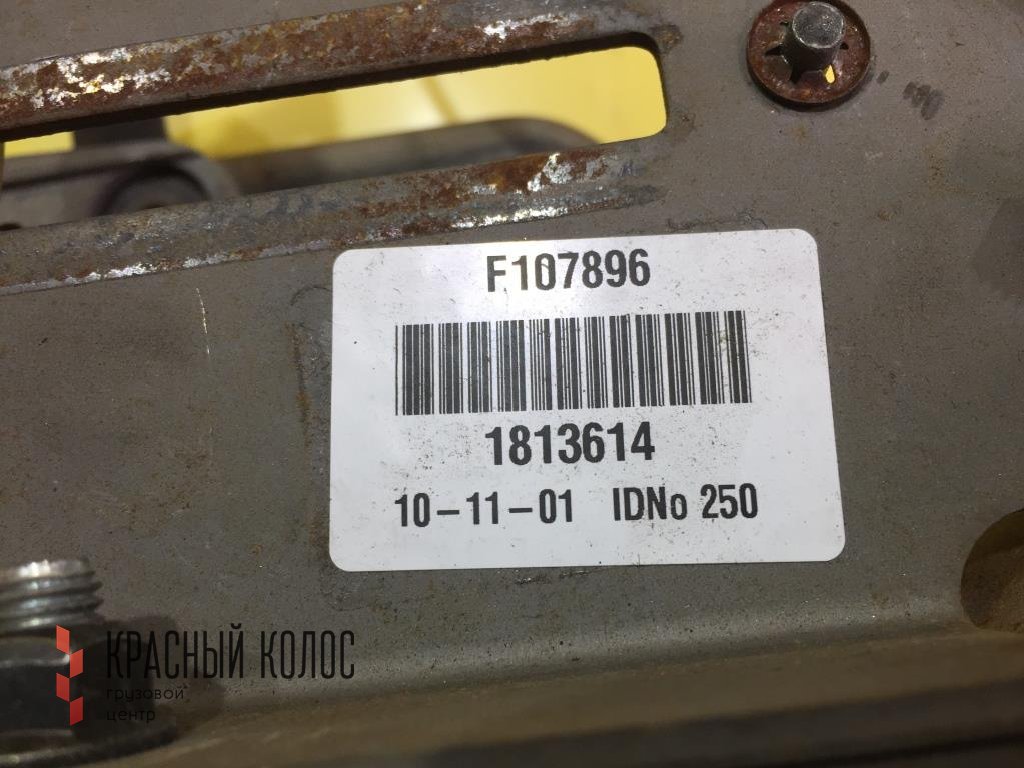 F107896
1813614
10-11-01 IDNo 250
КРАСНЫЙ КОЛОС
грузовой
центр